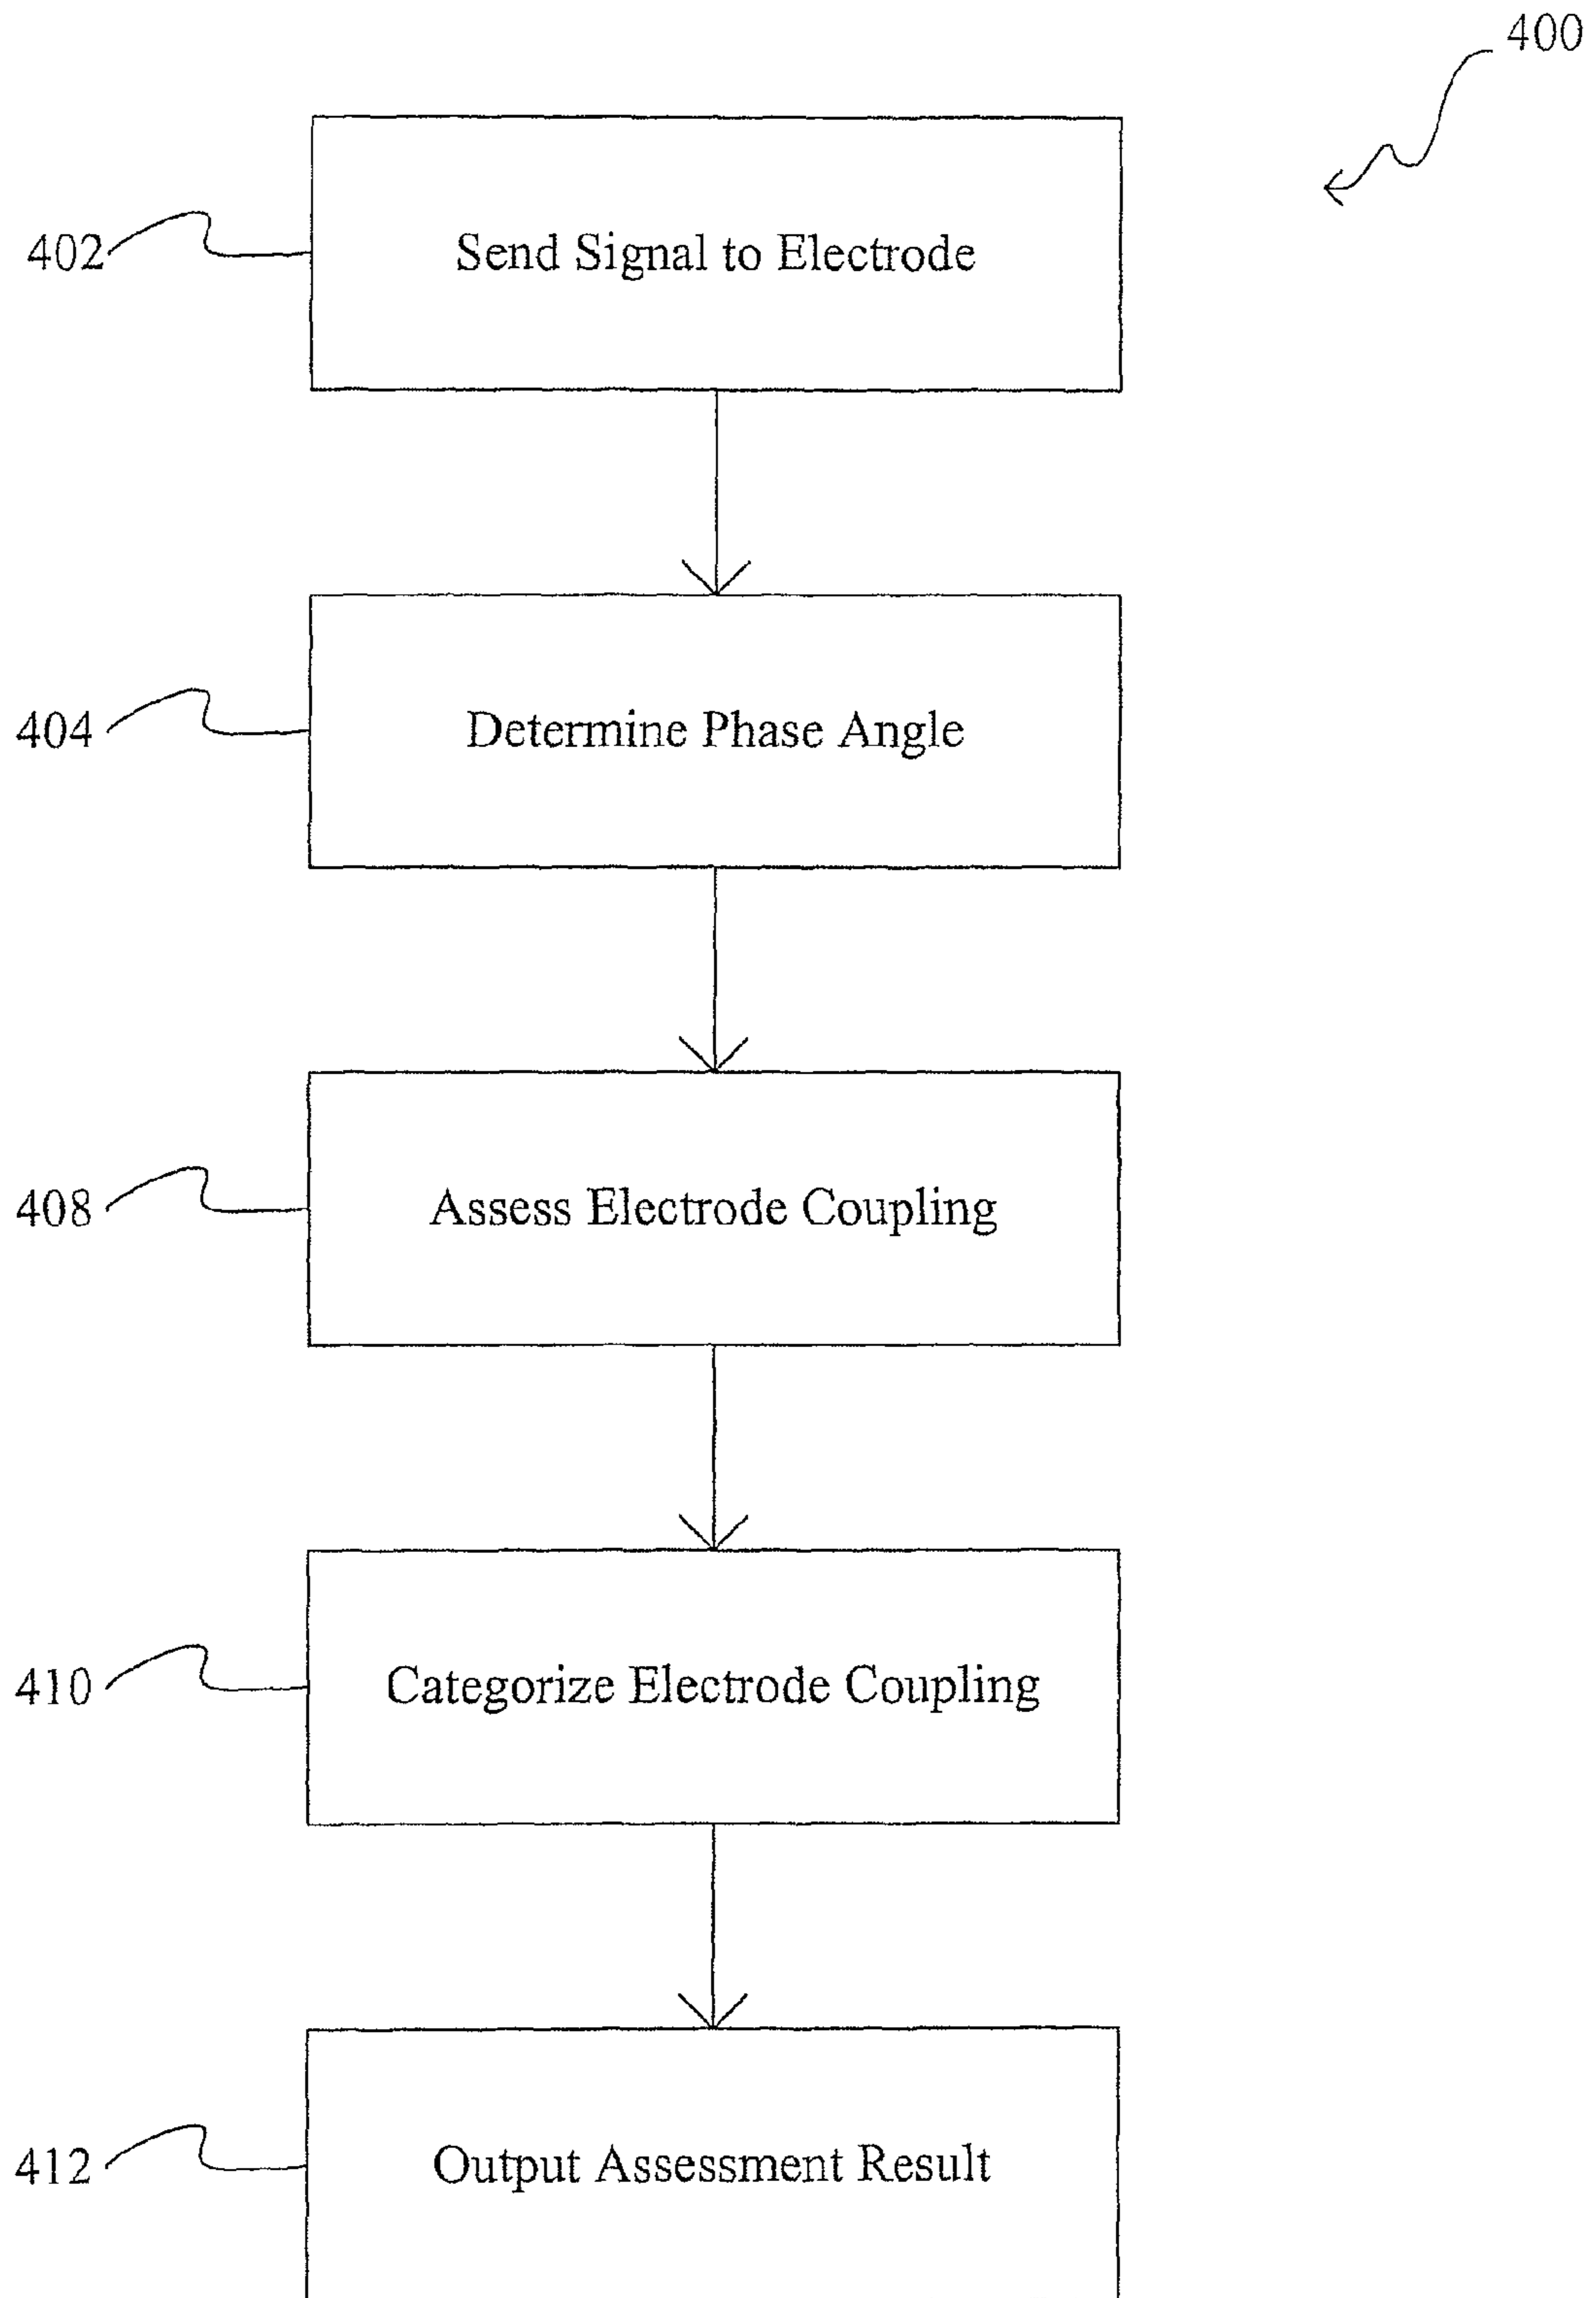 400
402
Send Signal to Electrode
404
Determine Phase Angle
408
Assess Electrode Coupling
410
Categorize Electrode Coupling
412
Output Assessment Result